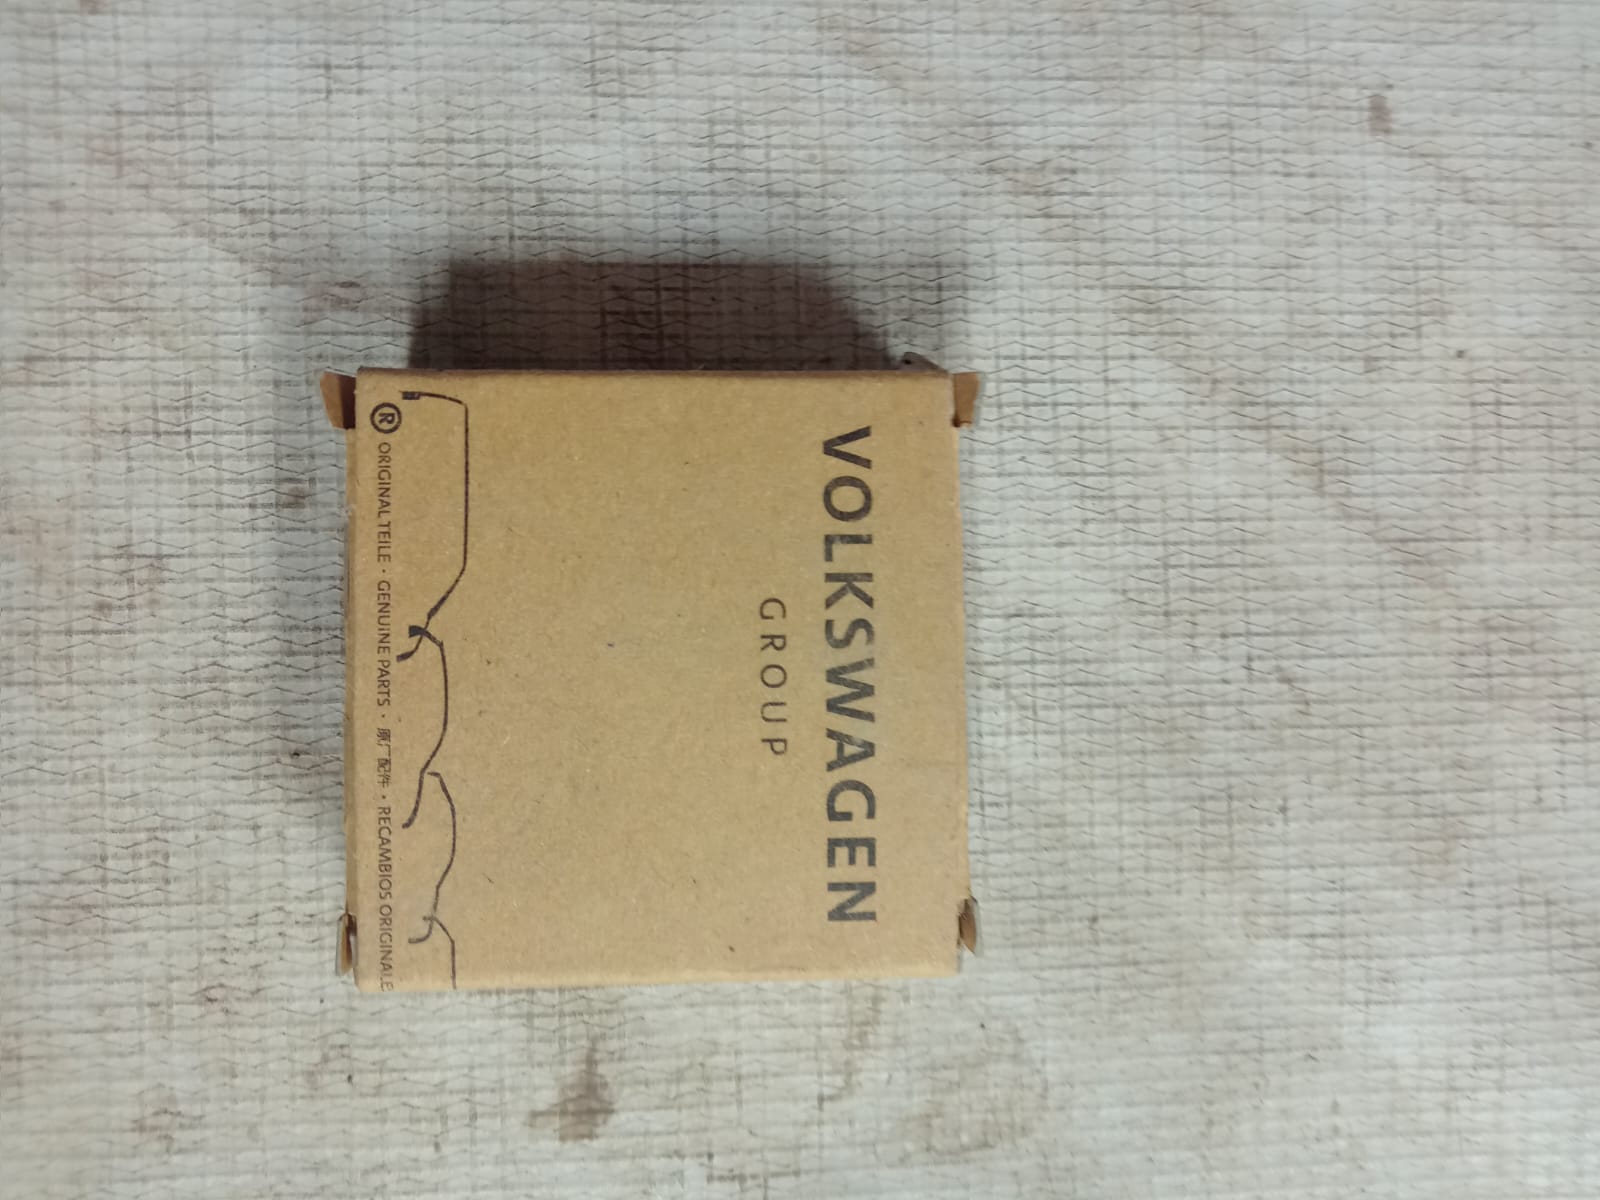 VOLKSWAGEN
GROUP
® ORIGINAL TEILE · GENUINE PARTS · 原厂配件 · RECAMBIOS ORIGINALE